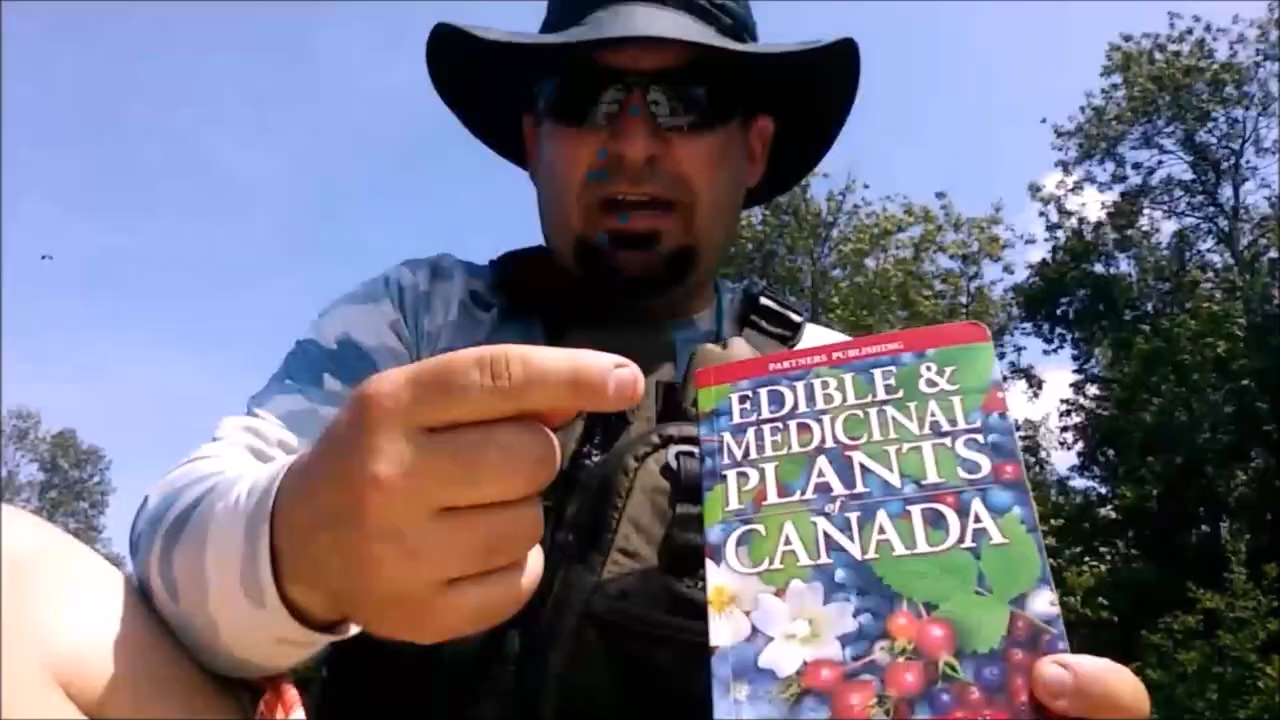 PARTNERS PUBLISHING
EDIBLE &
MEDICINAL
PLANTS
of
CANADA